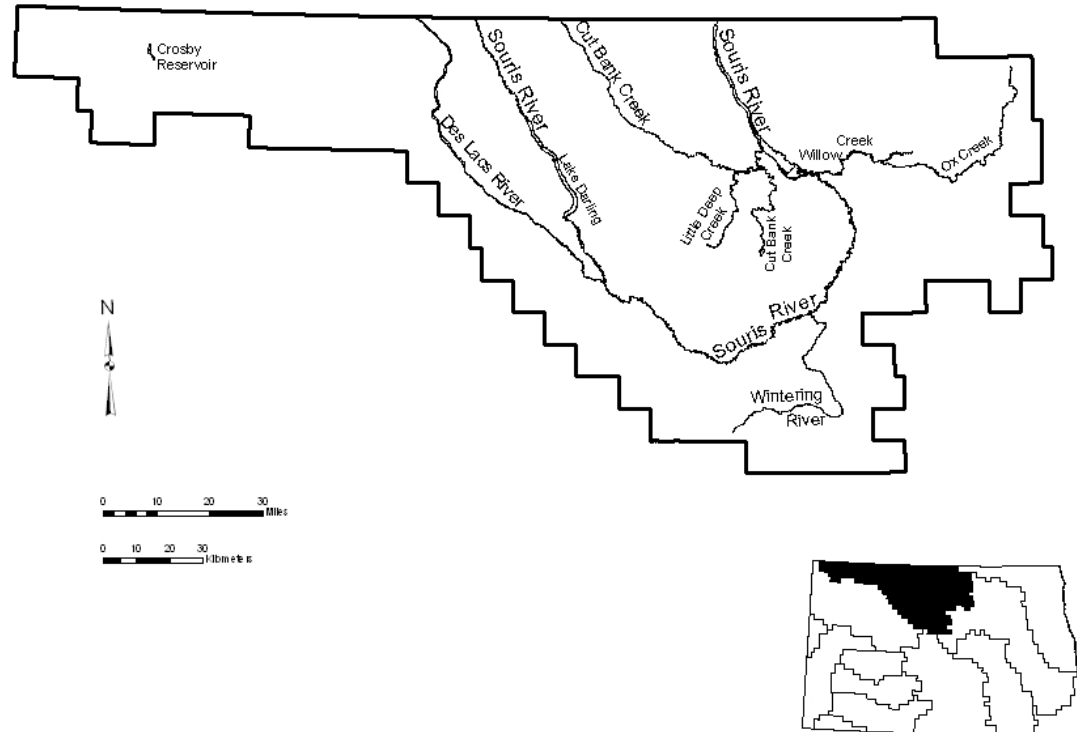 Crosby
Reservoir
Souris River
Cut Bank Creek
Souris River
Des Lacs River
Lake Darling
Creek
Willow
Ox Creek
Little Deep
Creek
Cut Bank
Creek
Souris River
Wintering
River
N
0 10 20 30
Miles
0 10 20 30
Kilometers